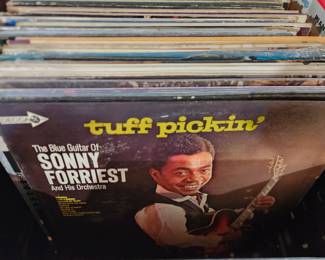 tuff pickin'
The Blue Guitar Of
SONNY
FORRIEST
And His Orchestra